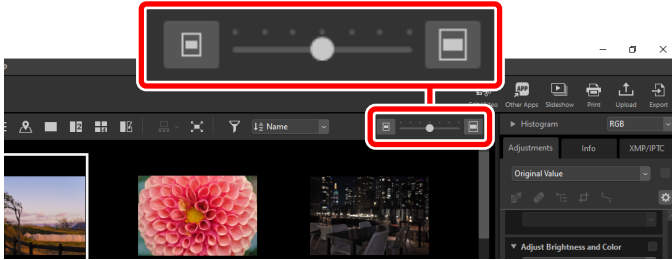 Other Apps Slideshow Print Upload Export
Name
Histogram RGB
Adjustments Info XMP/IPTC
Original Value
Adjust Brightness and Color